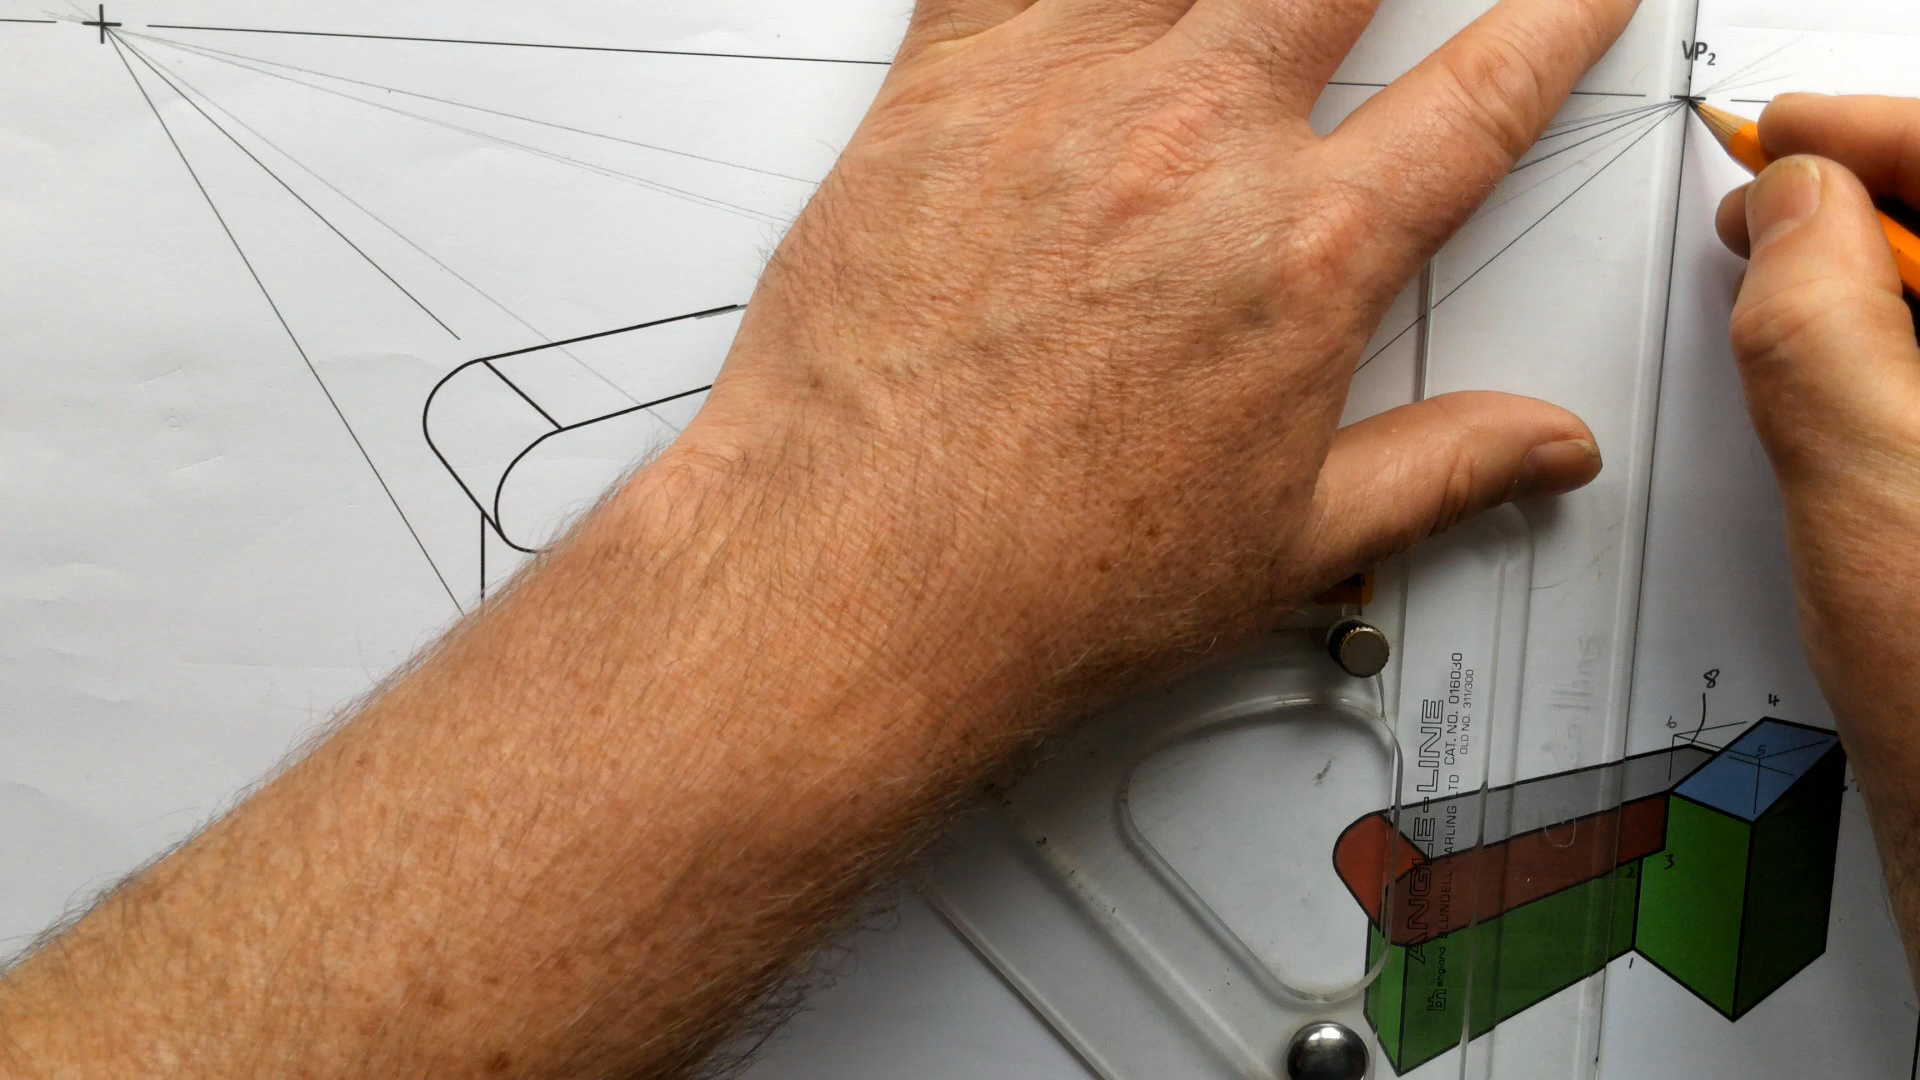 VP₂
8
4
6
5
3
2
1
ANGLE-LINE
england BLUNDELL HARLING LTD CAT. NO. 016030
OLD NO. 311/300